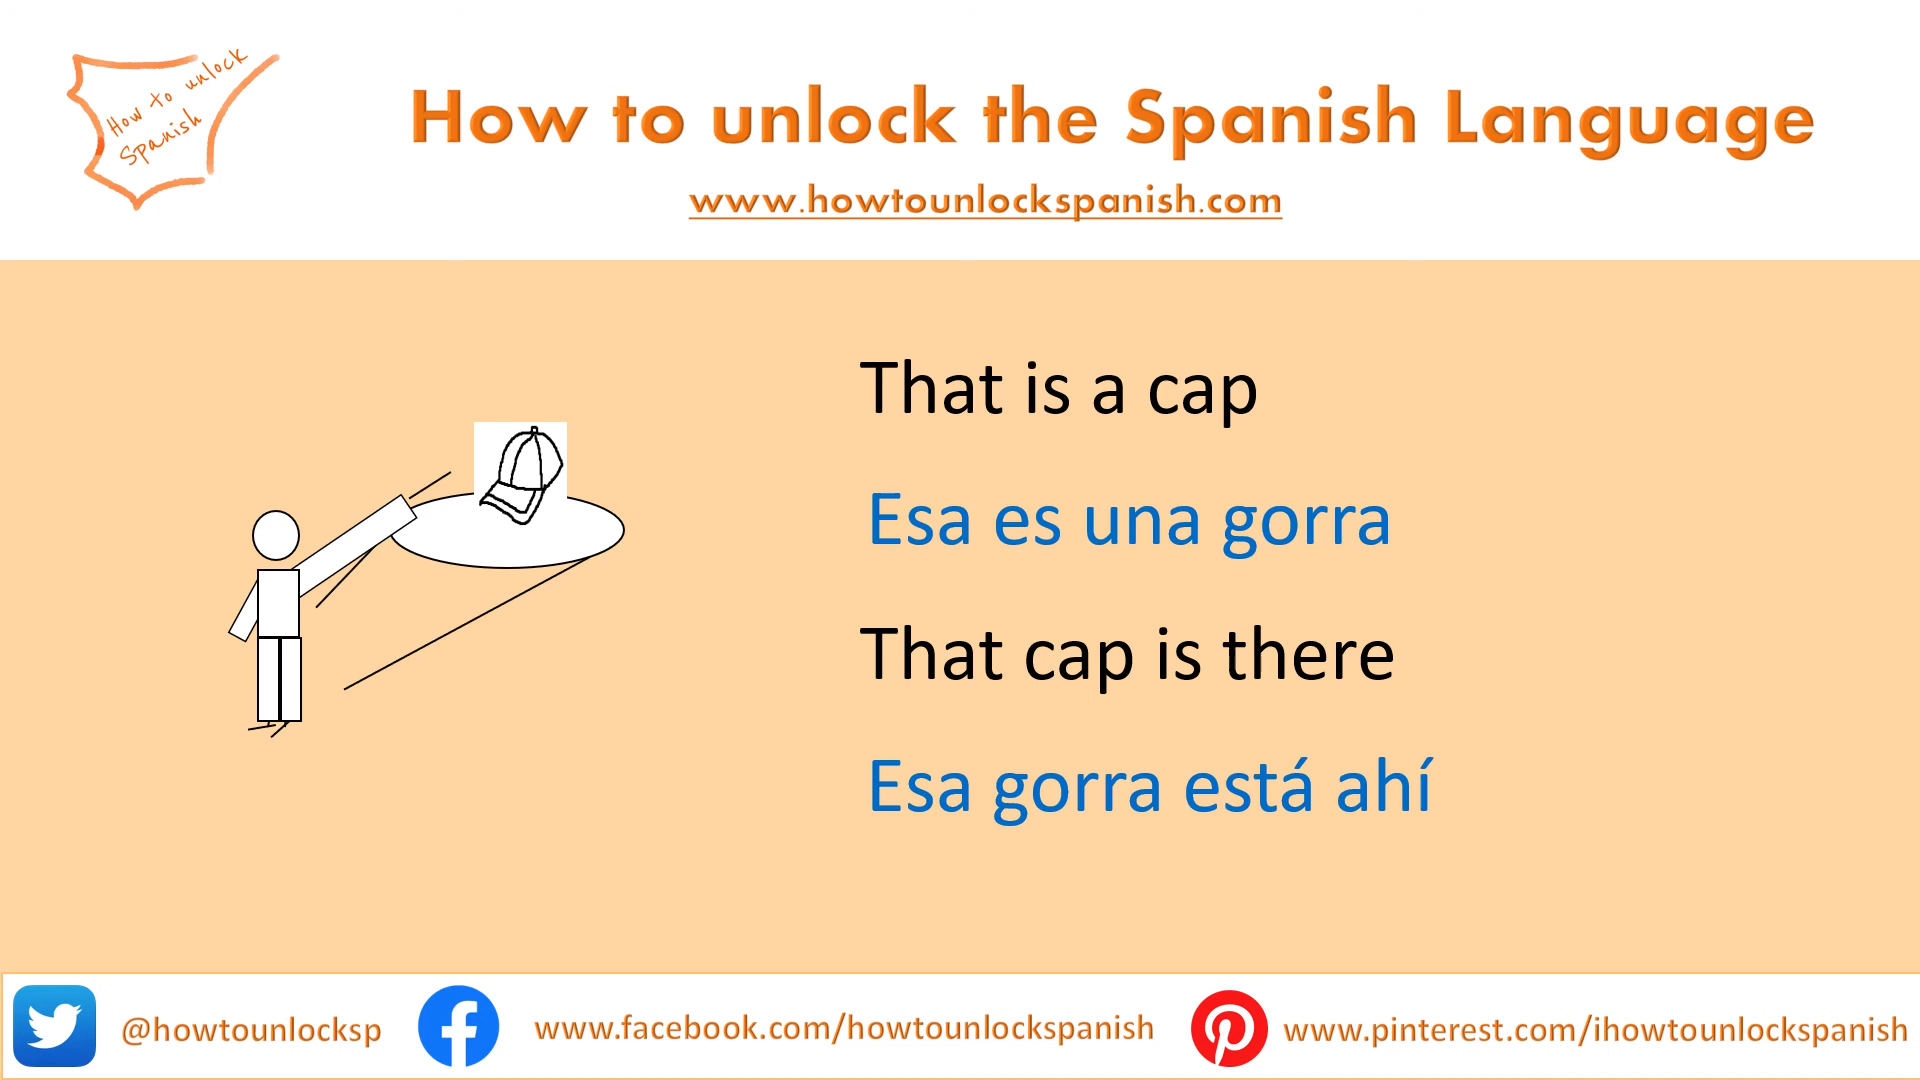 How to unlock
Spanish
How to unlock the Spanish Language
www.howtounlockspanish.com
That is a cap
Esa es una gorra
That cap is there
Esa gorra está ahí
@howtounlocksp
www.facebook.com/howtounlockspanish
www.pinterest.com/ihowtounlockspanish